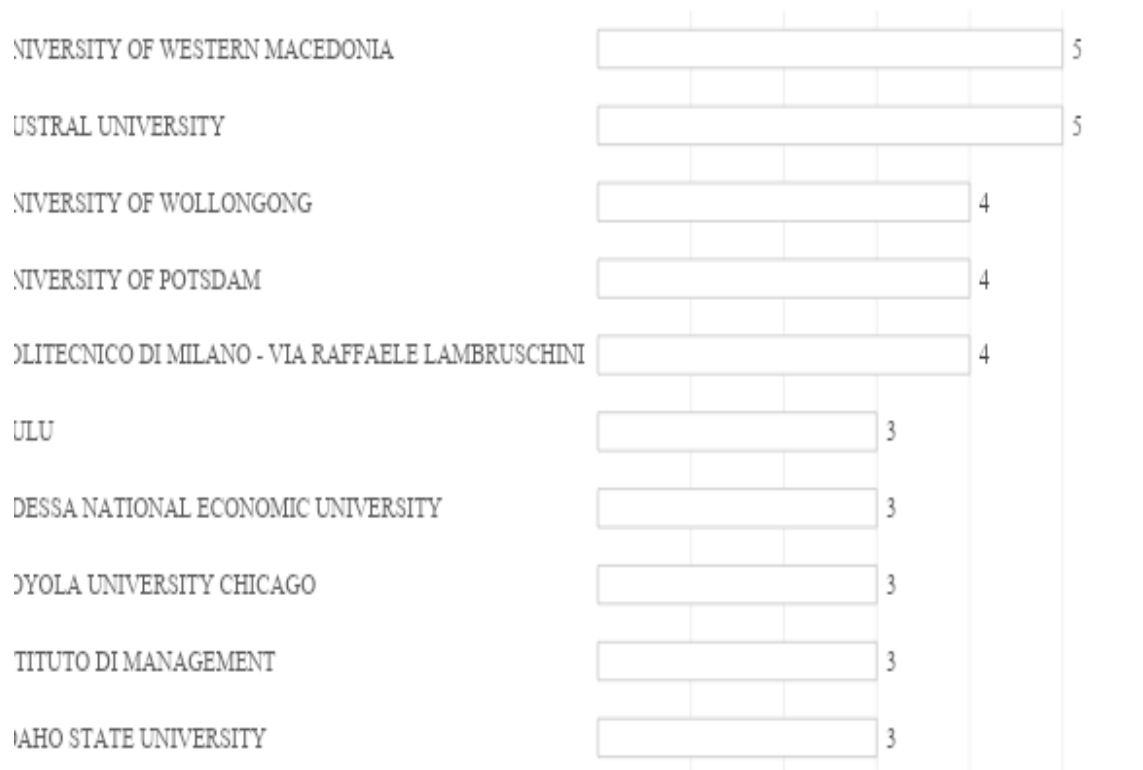 NIVERSITY OF WESTERN MACEDONIA 5
USTRAL UNIVERSITY 5
NIVERSITY OF WOLLONGONG 4
NIVERSITY OF POTSDAM 4
OLITECNICO DI MILANO - VIA RAFFAELE LAMBRUSCHINI 4
ULU 3
DESSA NATIONAL ECONOMIC UNIVERSITY 3
OYOLA UNIVERSITY CHICAGO 3
TITUTO DI MANAGEMENT 3
DAHO STATE UNIVERSITY 3